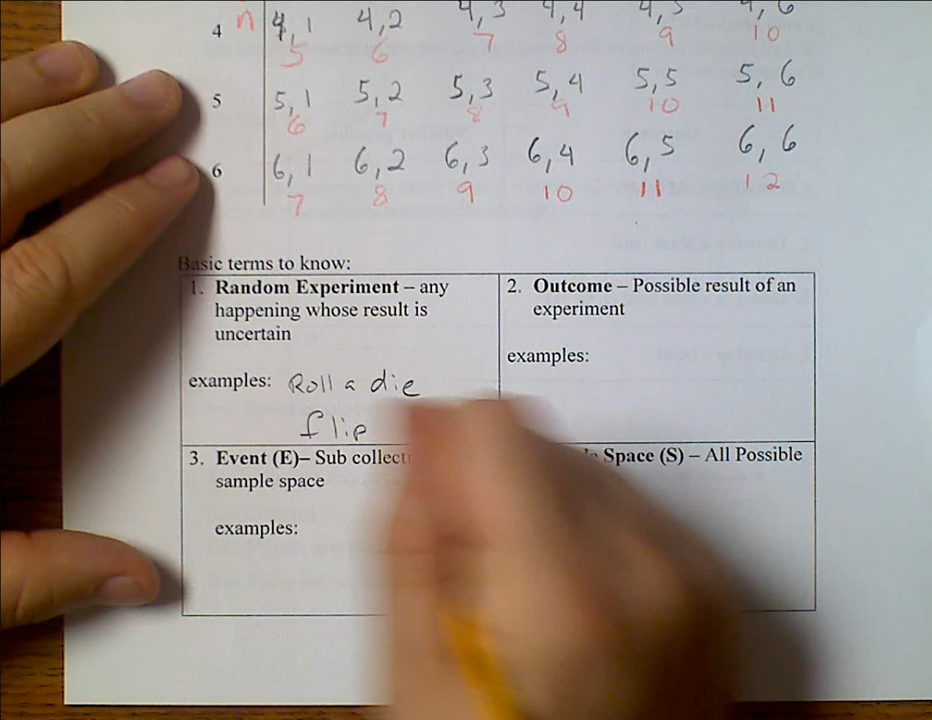 4 n 4,1 4,2 4,3 4,4 4,5 4,6
5 6 7 8 9 10
5 5,1 5,2 5,3 5,4 5,5 5,6
6 7 8 9 10 11
6 6,1 6,2 6,3 6,4 6,5 6,6
7 8 9 10 11 12
Basic terms to know:
1. Random Experiment – any
happening whose result is
uncertain
examples: Roll a die
flip
2. Outcome – Possible result of an
experiment
examples:
3. Event (E)– Sub
sample space
examples:
Space (S) – All Possible